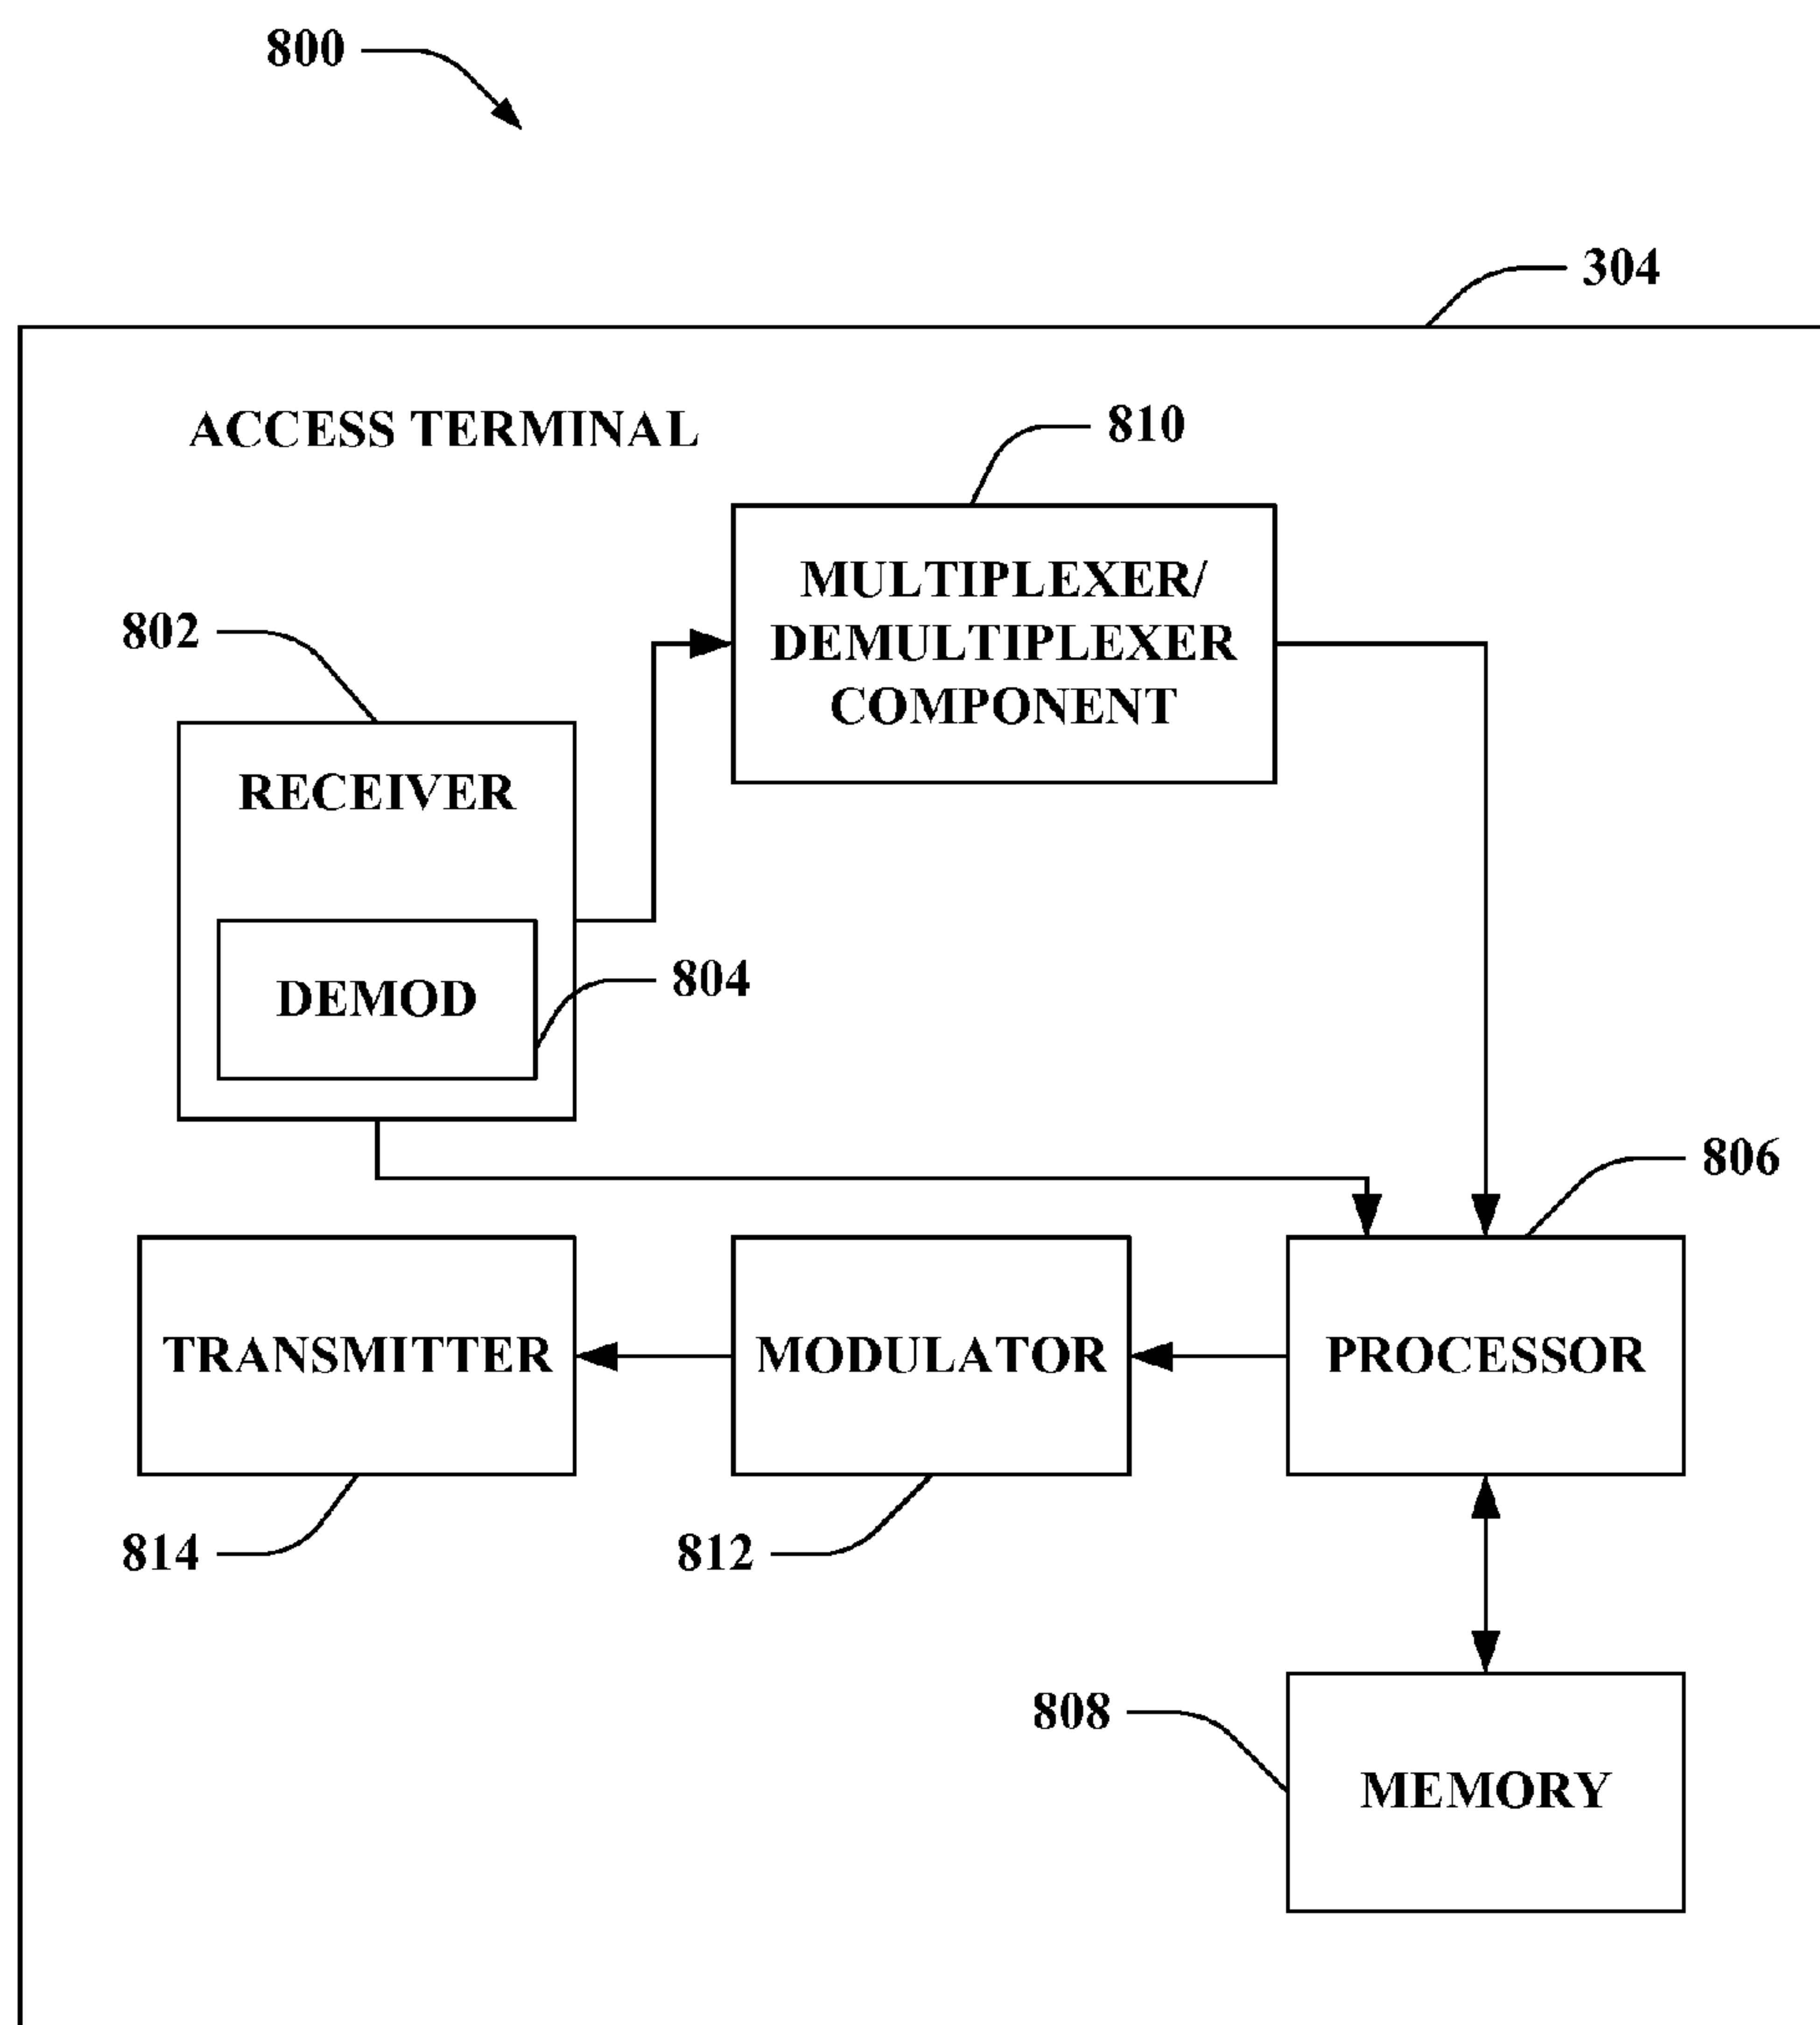 800
304
ACCESS TERMINAL
810
MULTIPLEXER/
DEMULTIPLEXER
COMPONENT
802
RECEIVER
DEMOD
804
806
TRANSMITTER
MODULATOR
PROCESSOR
814
812
808
MEMORY